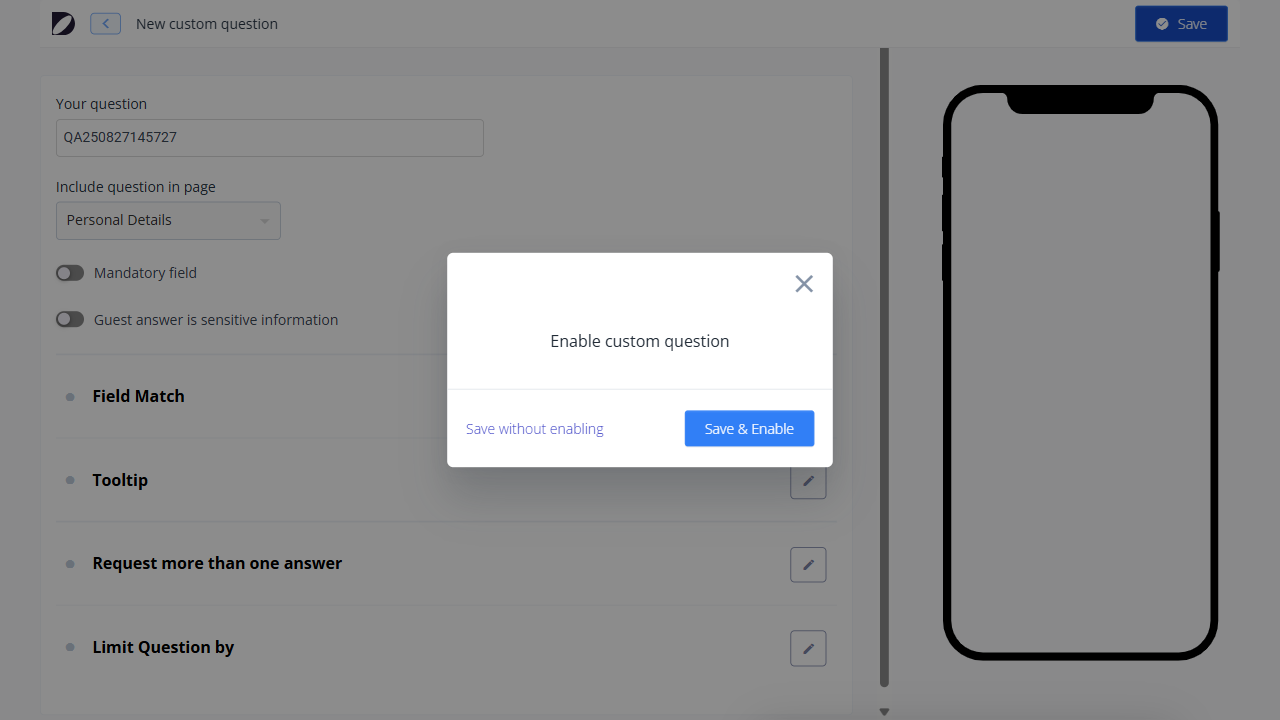 New custom question
Save
Your question
QA250827145727
Include question in page
Personal Details
Mandatory field
Guest answer is sensitive information
Enable custom question
Save without enabling
Save & Enable
Field Match
Tooltip
Request more than one answer
Limit Question by